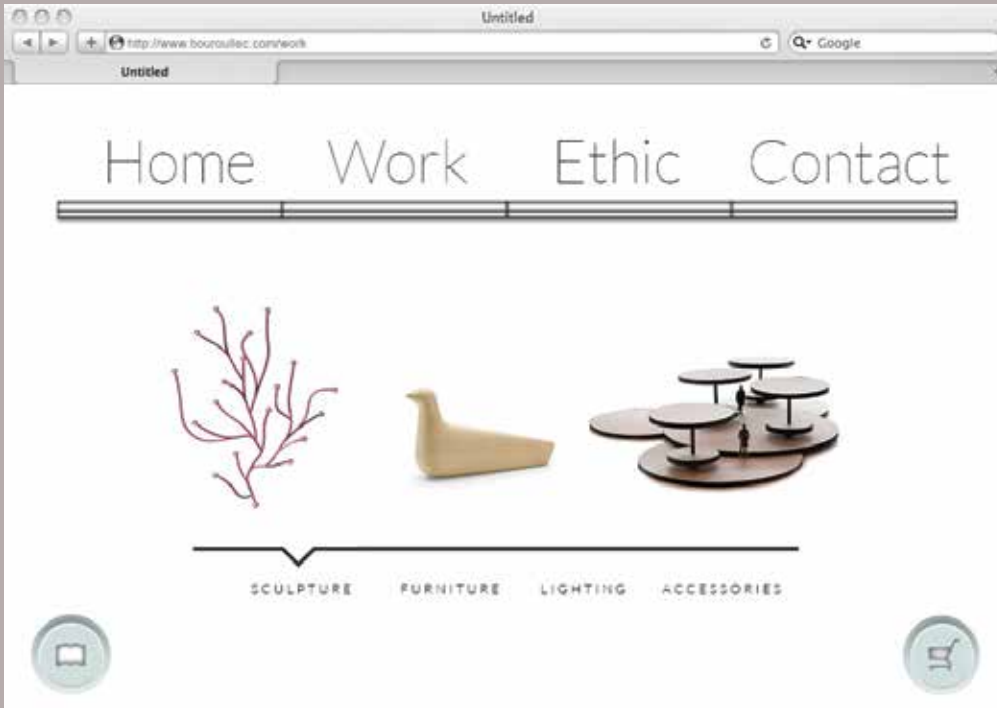 Untitled
http://www.bouroullec.com/work
Google
Untitled
Home Work Ethic Contact
SCULPTURE FURNITURE LIGHTING ACCESSORIES